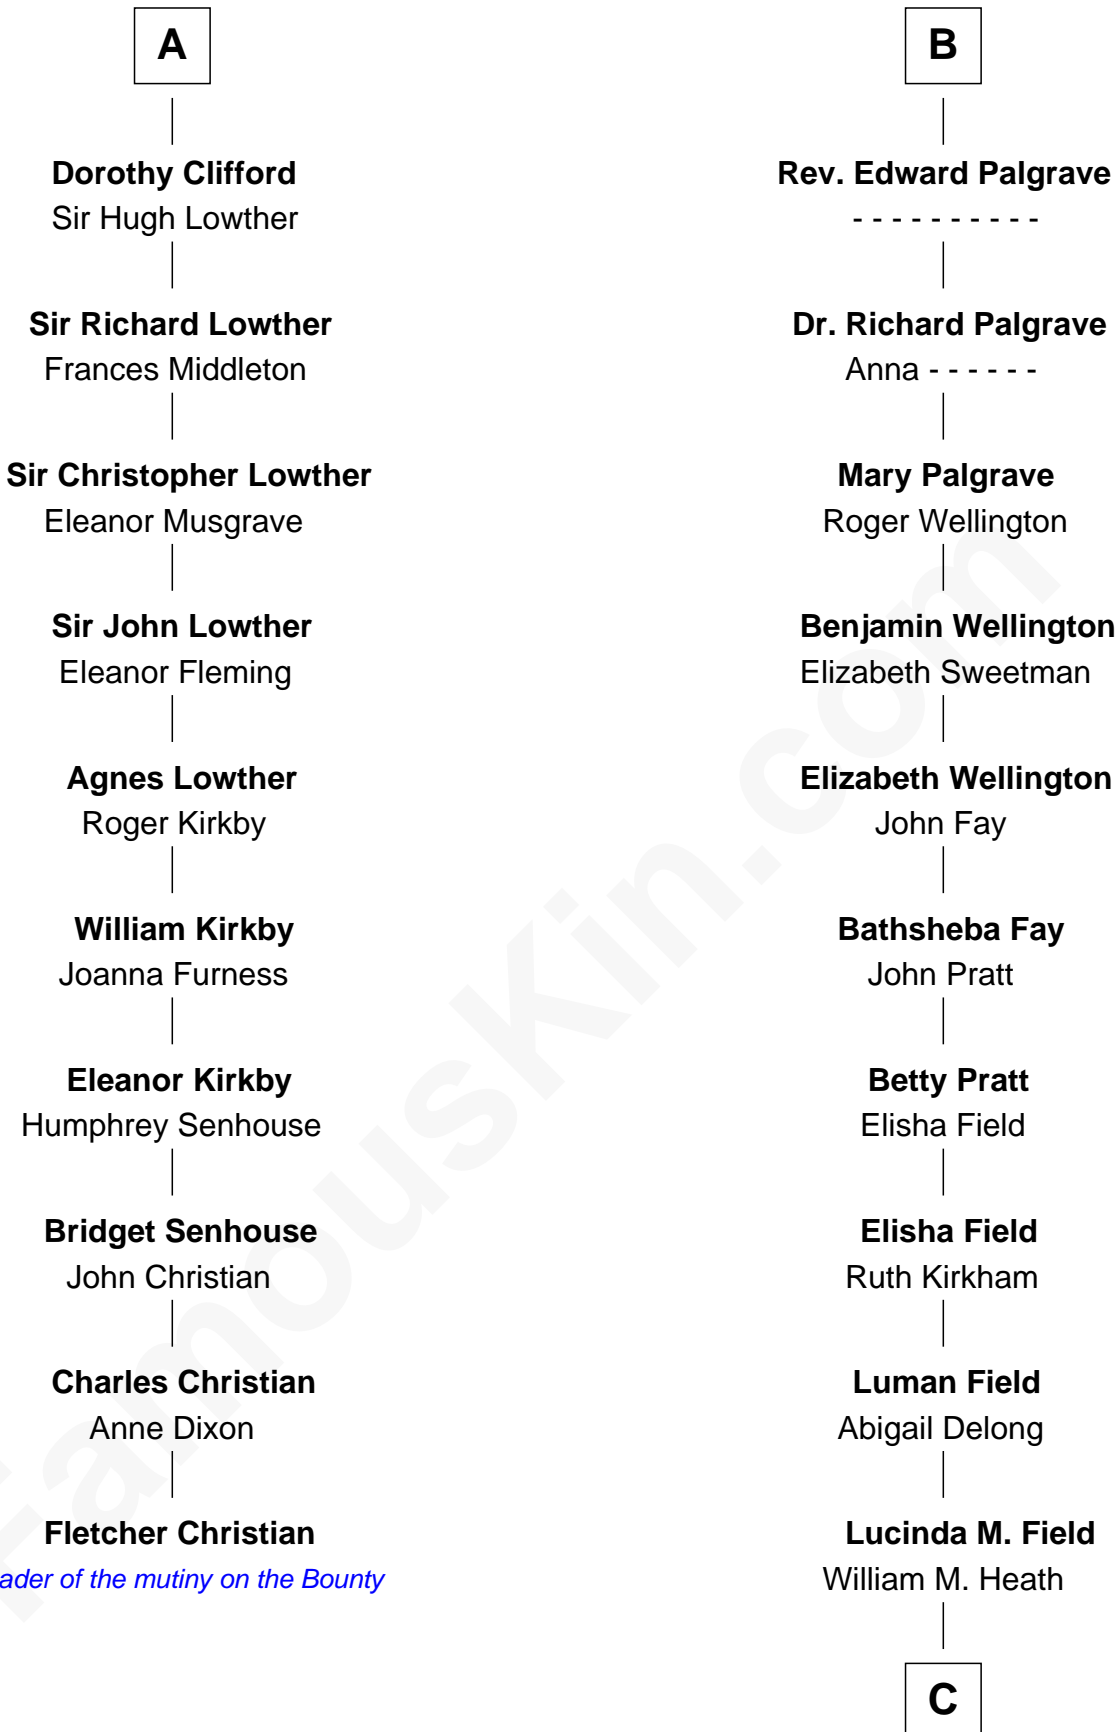 A
Dorothy Clifford
Sir Hugh Lowther
Sir Richard Lowther
Frances Middleton
Sir Christopher Lowther
Eleanor Musgrave
Sir John Lowther
Eleanor Fleming
Agnes Lowther
Roger Kirkby
William Kirkby
Joanna Furness
Eleanor Kirkby
Humphrey Senhouse
Bridget Senhouse
John Christian
Charles Christian
Anne Dixon
Fletcher Christian
ader of the mutiny on the Bounty
B
Rev. Edward Palgrave
- - - - - - - - - -
Dr. Richard Palgrave
Anna - - - - - -
Mary Palgrave
Roger Wellington
Benjamin Wellington
Elizabeth Sweetman
Elizabeth Wellington
John Fay
Bathsheba Fay
John Pratt
Betty Pratt
Elisha Field
Elisha Field
Ruth Kirkham
Luman Field
Abigail Delong
Lucinda M. Field
William M. Heath
C
FamousKin.com